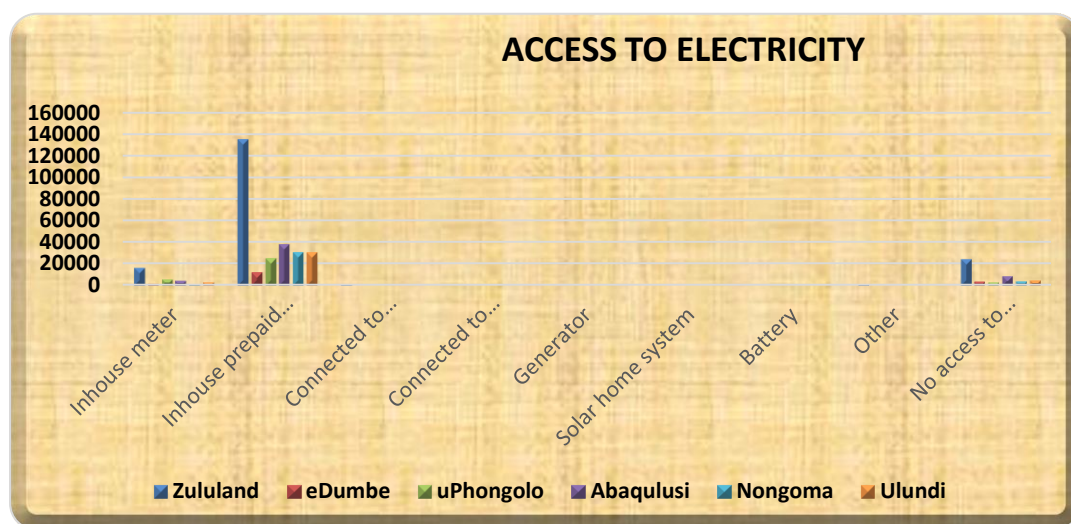 ACCESS TO ELECTRICITY
160000
140000
120000
100000
80000
60000
40000
20000
0
Inhouse meter
Inhouse prepaid...
Connected to...
Connected to...
Generator
Solar home system
Battery
Other
No access to...
Zululand eDumbe uPhongolo Abaqulusi Nongoma Ulundi